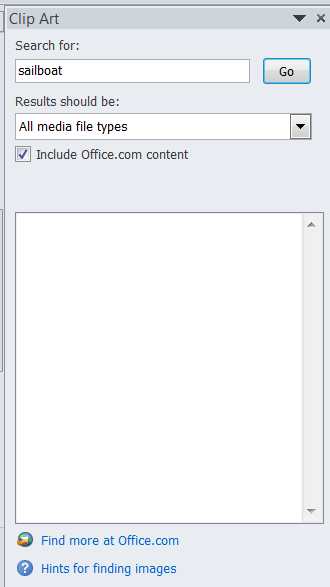 Clip Art
Search for:
sailboat
Go
Results should be:
All media file types
Include Office.com content
Find more at Office.com
Hints for finding images